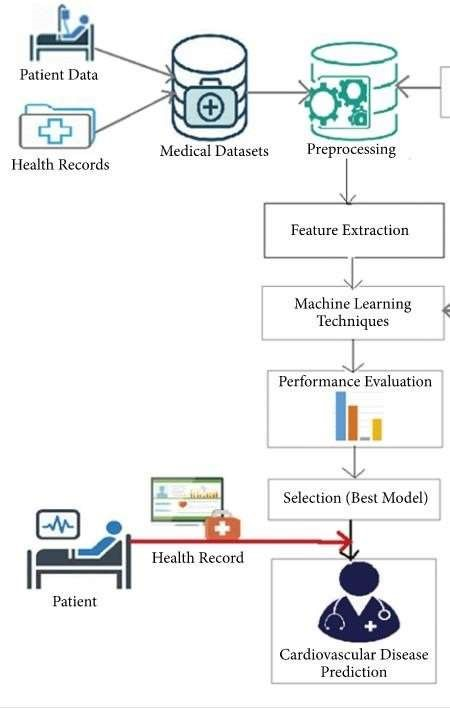 Patient Data
Health Records
Medical Datasets
Preprocessing
Feature Extraction
Machine Learning
Techniques
Performance Evaluation
Selection (Best Model)
Health Record
Patient
Cardiovascular Disease
Prediction